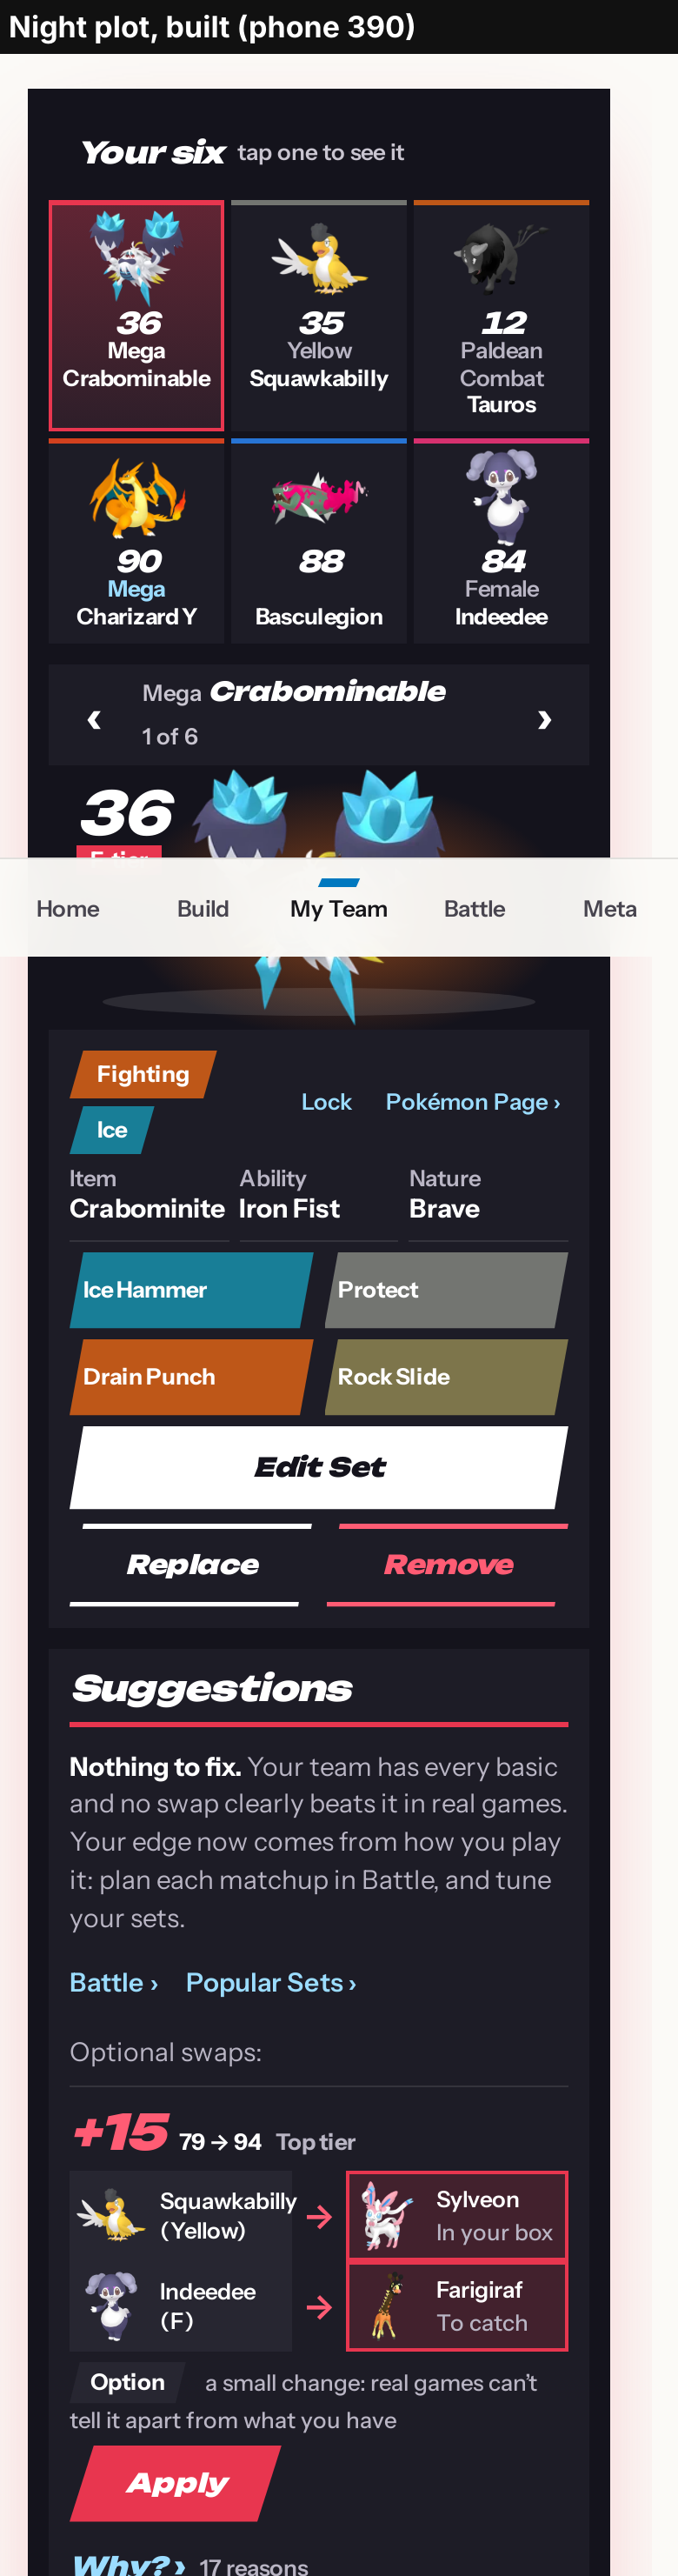 Night plot, built (phone 390)
Your six tap one to see it
36
Mega
Crabominable
35
Yellow
Squawkabilly
12
Paldean
Combat
Tauros
90
Mega
Charizard Y
88
Basculegion
84
Female
Indeedee
‹ Mega Crabominable ›
1 of 6
36
Home Build My Team Battle Meta
Fighting
Ice
Lock Pokémon Page ›
Item Ability Nature
Crabominite Iron Fist Brave
Ice Hammer Protect
Drain Punch Rock Slide
Edit Set
Replace Remove
Suggestions
Nothing to fix. Your team has every basic
and no swap clearly beats it in real games.
Your edge now comes from how you play
it: plan each matchup in Battle, and tune
your sets.
Battle › Popular Sets ›
Optional swaps:
+15 79 → 94 Top tier
Squawkabilly
(Yellow)
→
Sylveon
In your box
Indeedee
(F)
→
Farigiraf
To catch
Option a small change: real games can’t
tell it apart from what you have
Apply
Why? › 17 reasons